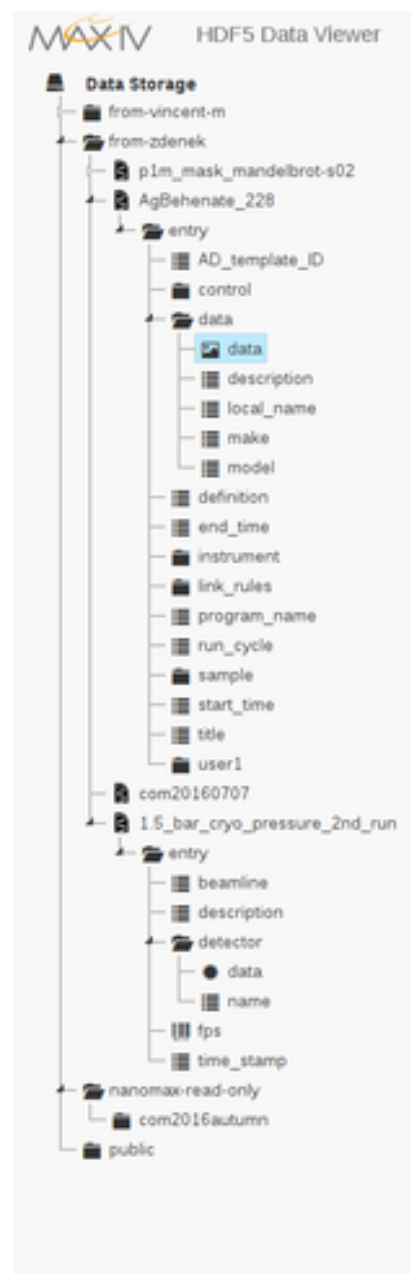 MAXIV HDF5 Data Viewer
Data Storage
from-vincent-m
from-zdenek
p1m_mask_mandelbrot-s02
AgBehenate_228
entry
AD_template_ID
control
data
data
description
local_name
make
model
definition
end_time
instrument
link_rules
program_name
run_cycle
sample
start_time
title
user1
com20160707
1.5_bar_cryo_pressure_2nd_run
entry
beamline
description
detector
data
name
fps
time_stamp
nanomax-read-only
com2016autumn
public